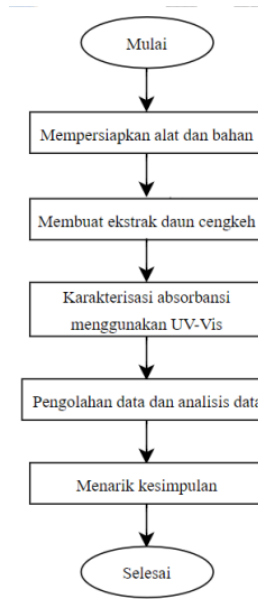 Mulai
Mempersiapkan alat dan bahan
Membuat ekstrak daun cengkeh
Karakterisasi absorbansi
menggunakan UV-Vis
Pengolahan data dan analisis data
Menarik kesimpulan
Selesai